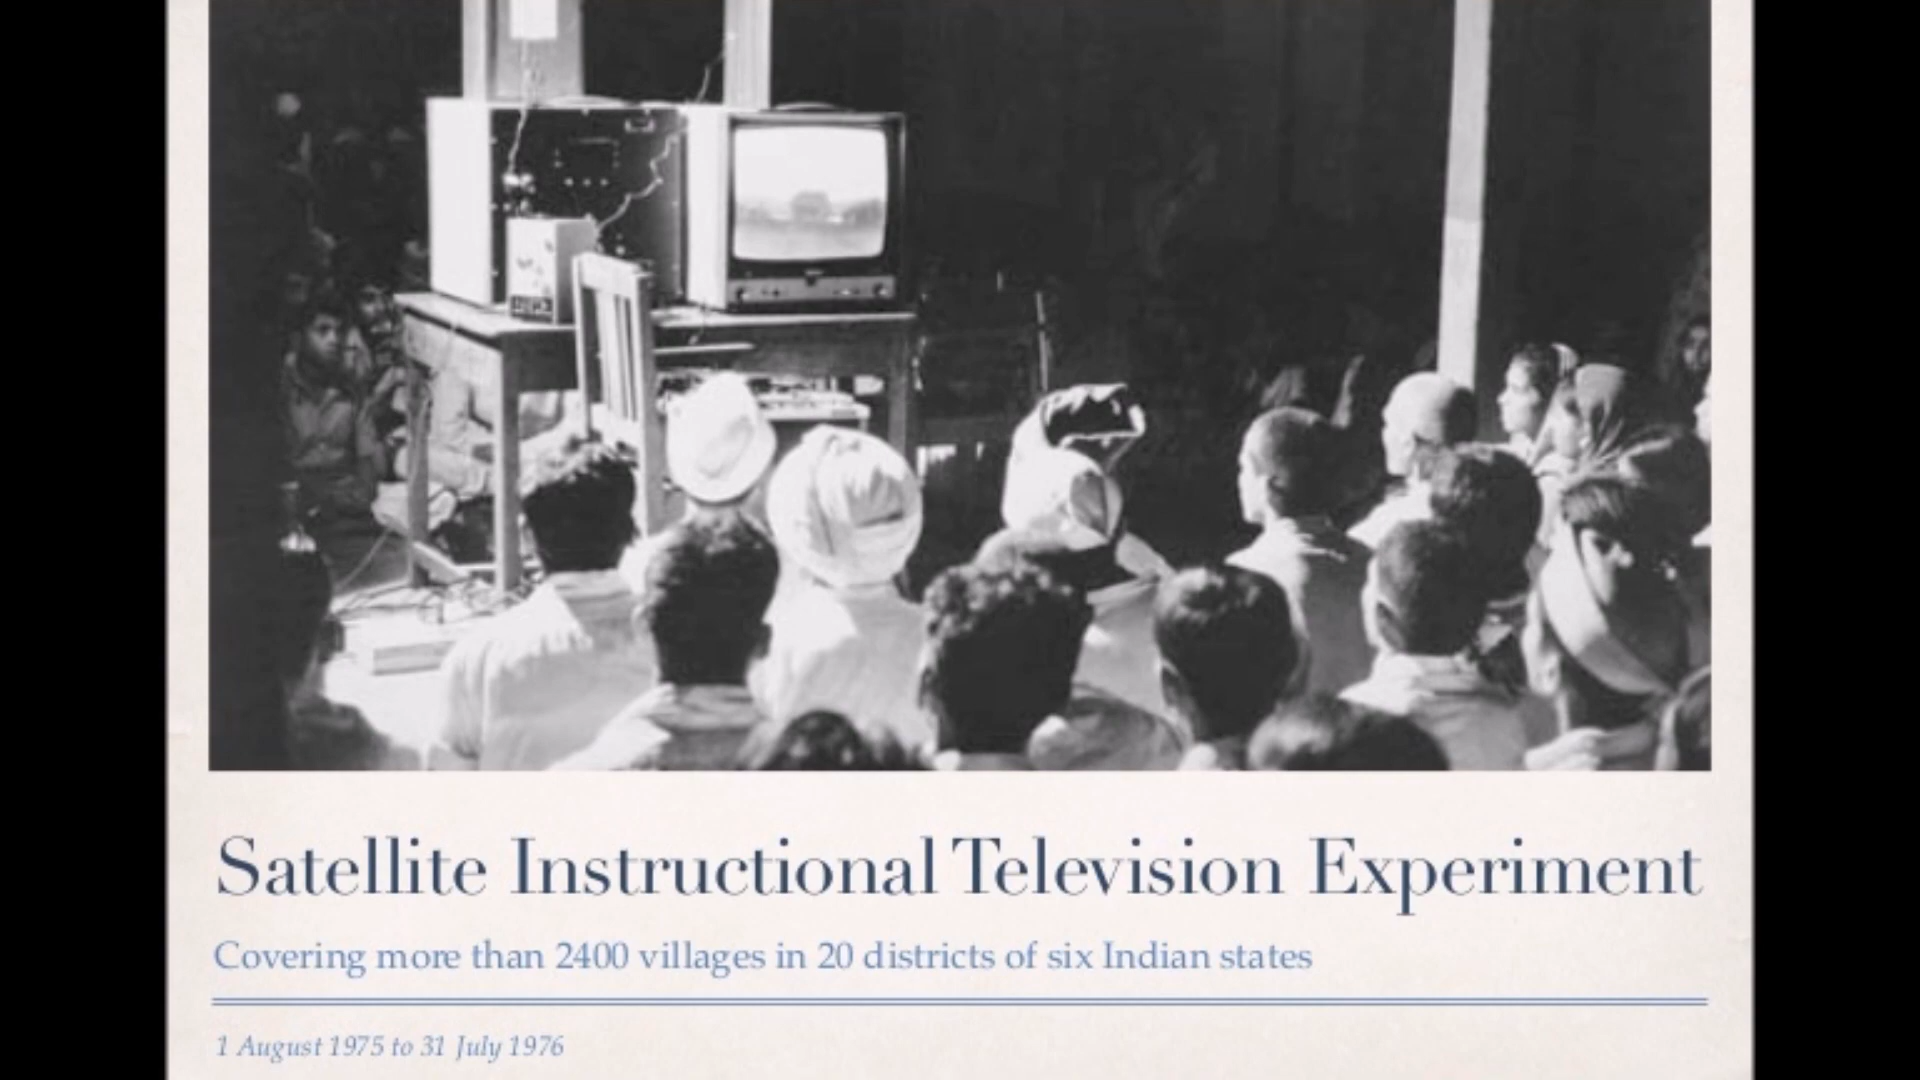 Satellite Instructional Television Experiment
Covering more than 2400 villages in 20 districts of six Indian states
1 August 1975 to 31 July 1976